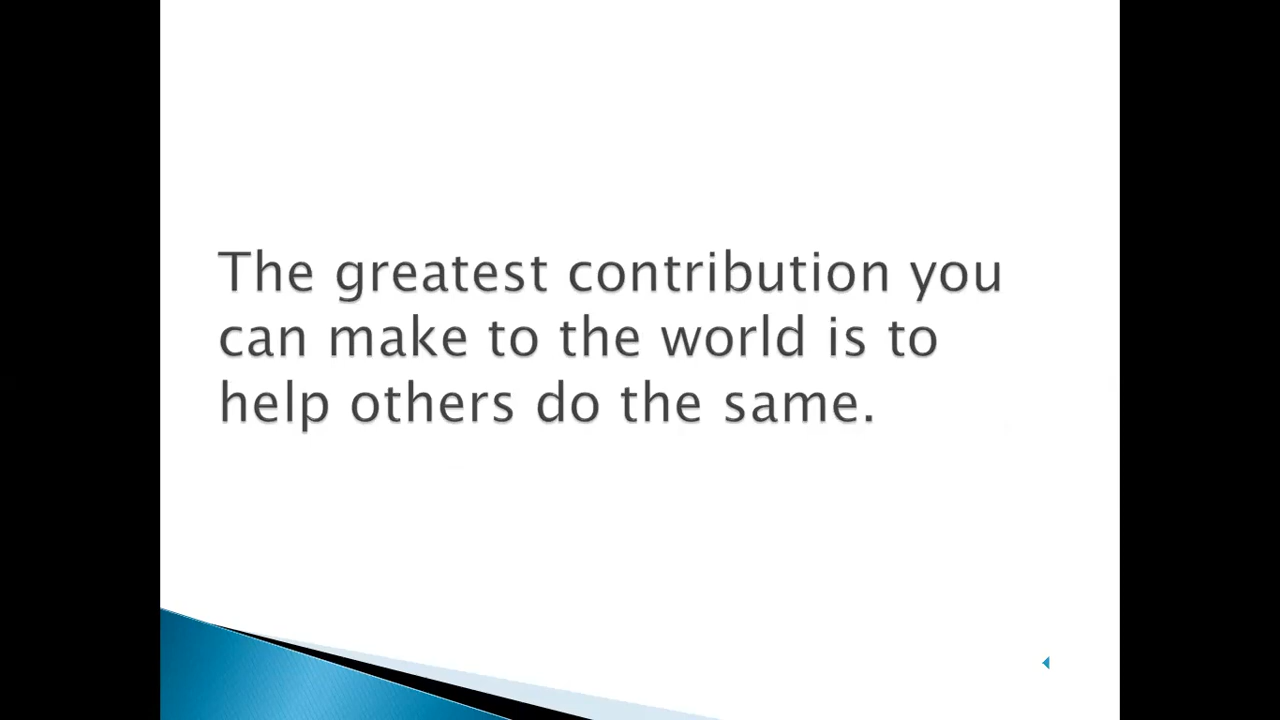 The greatest contribution you
can make to the world is to
help others do the same.